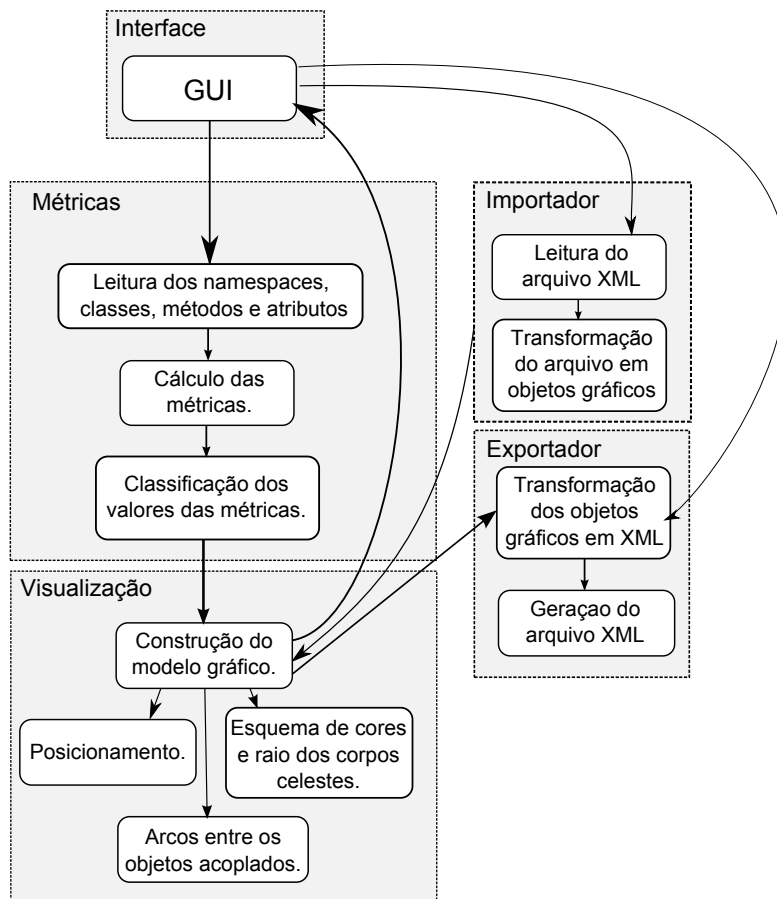 Interface
GUI
Métricas
Leitura dos namespaces,
classes, métodos e atributos
Cálculo das
métricas.
Classificação dos
valores das métricas.
Visualização
Construção do
modelo gráfico.
Posicionamento.
Esquema de cores
e raio dos corpos
celestes.
Arcos entre os
objetos acoplados.
Importador
Leitura do
arquivo XML
Transformação
do arquivo em
objetos gráficos
Exportador
Transformação
dos objetos
gráficos em XML
Geraçao do
arquivo XML